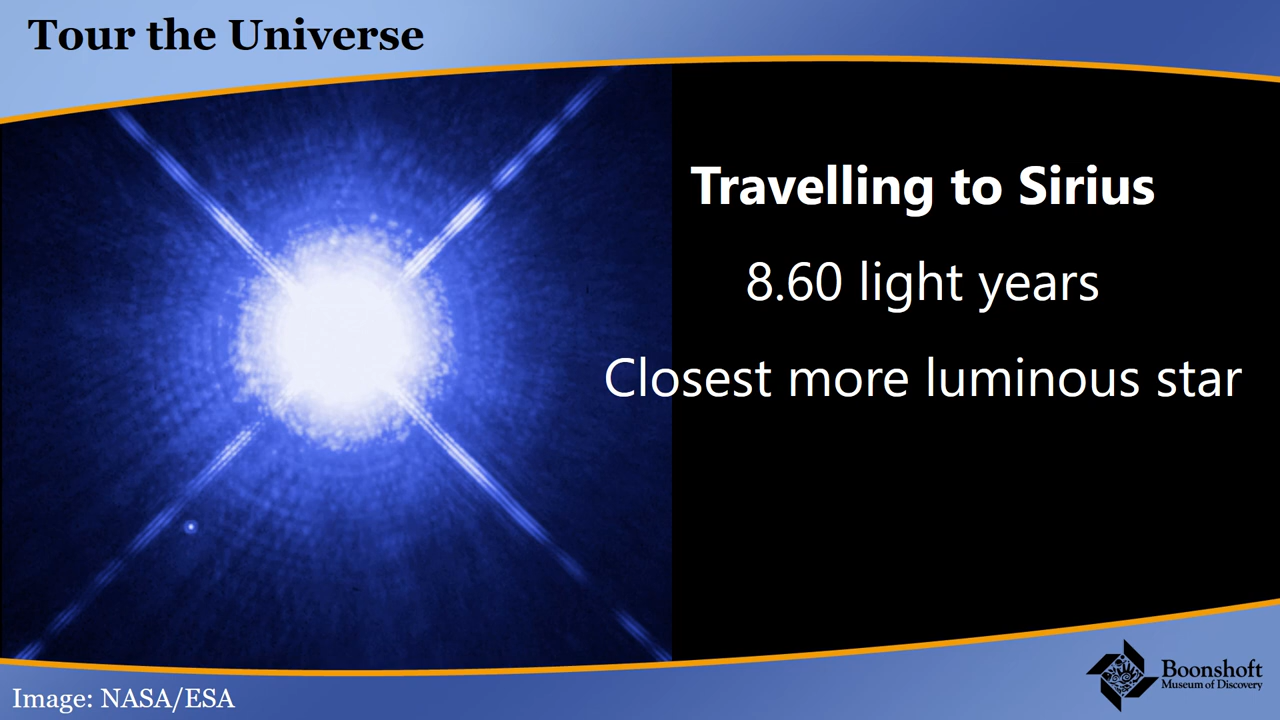 Tour the Universe
Travelling to Sirius
8.60 light years
Closest more luminous star
Image: NASA/ESA
Boonshoft
Museum of Discovery